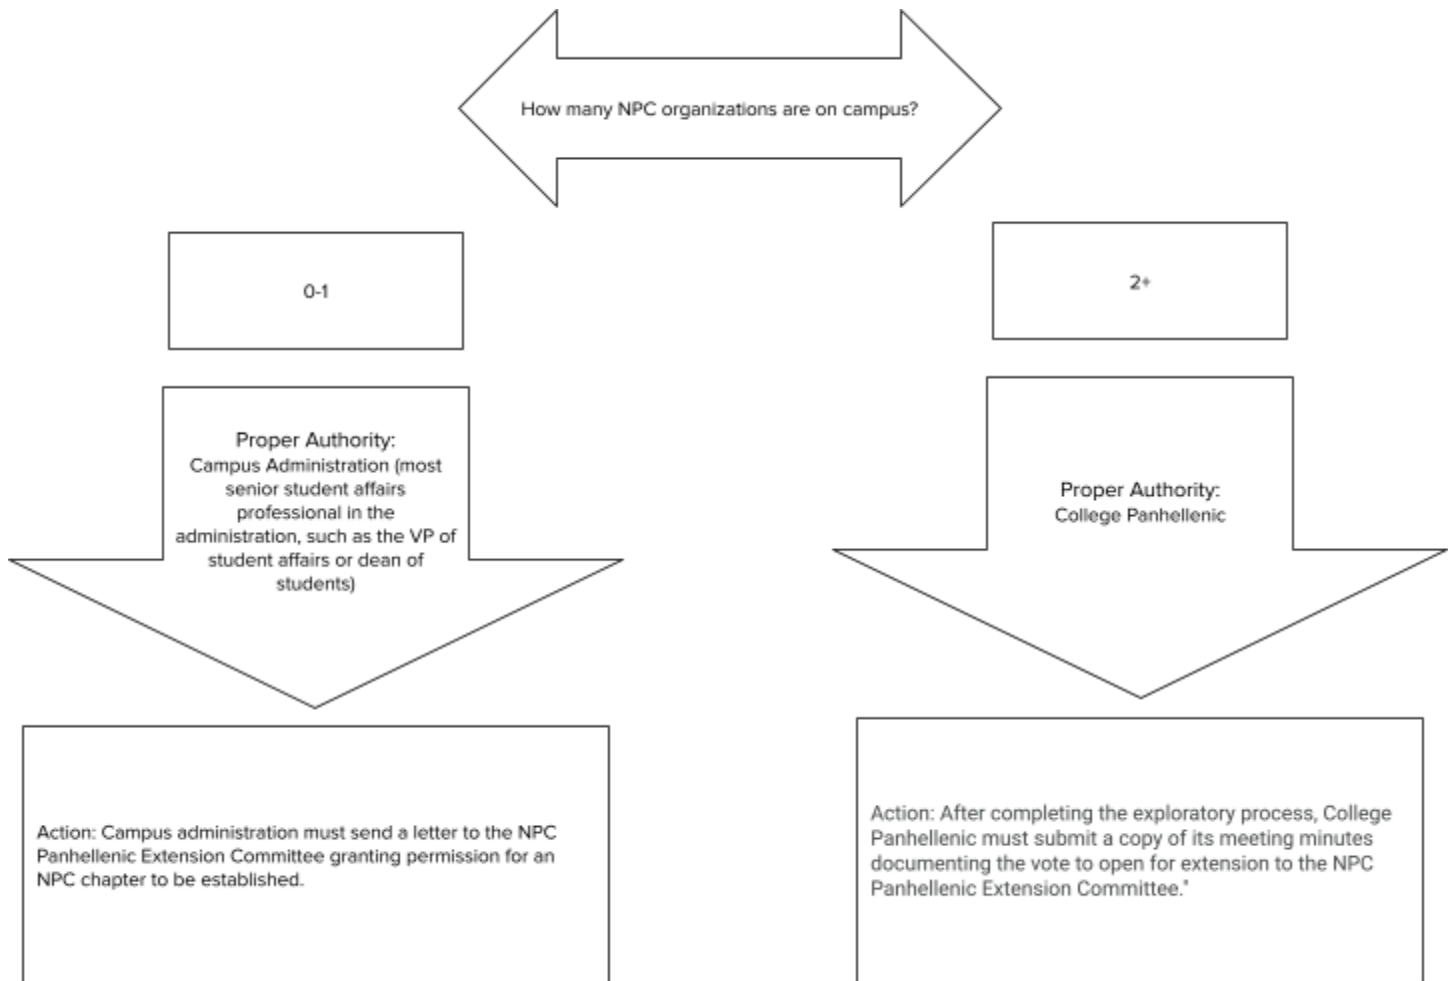 How many NPC organizations are on campus?
0-1
2+
Proper Authority:
Campus Administration (most
senior student affairs
professional in the
administration, such as the VP of
student affairs or dean of
students)
Proper Authority:
College Panhellenic
Action: Campus administration must send a letter to the NPC
Panhellenic Extension Committee granting permission for an
NPC chapter to be established.
Action: After completing the exploratory process, College
Panhellenic must submit a copy of its meeting minutes
documenting the vote to open for extension to the NPC
Panhellenic Extension Committee."